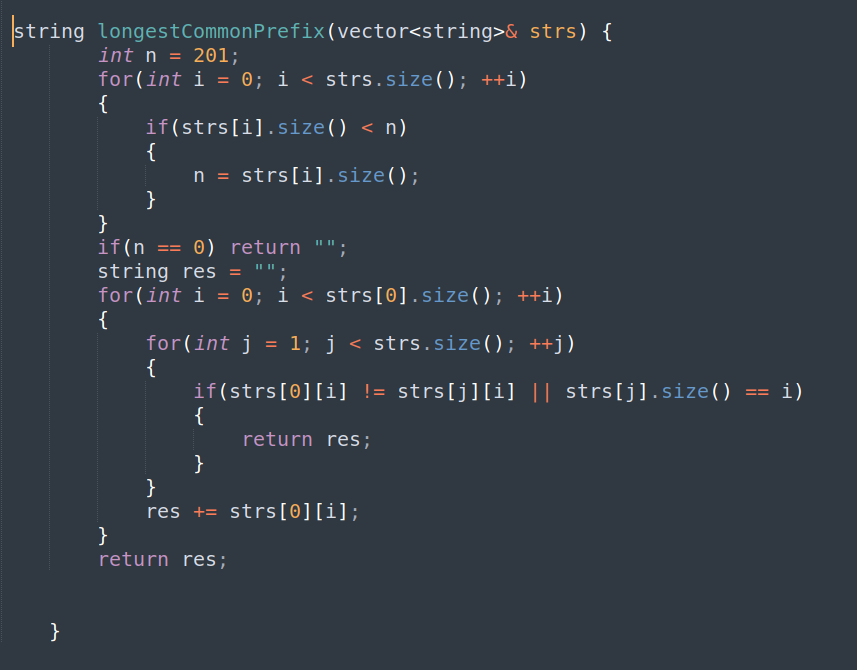 string longestCommonPrefix(vector<string>& strs) {
int n = 201;
for(int i = 0; i < strs.size(); ++i)
{
if(strs[i].size() < n)
{
n = strs[i].size();
}
}
if(n == 0) return "";
string res = "";
for(int i = 0; i < strs[0].size(); ++i)
{
for(int j = 1; j < strs.size(); ++j)
{
if(strs[0][i] != strs[j][i] || strs[j].size() == i)
{
return res;
}
}
res += strs[0][i];
}
return res;
}